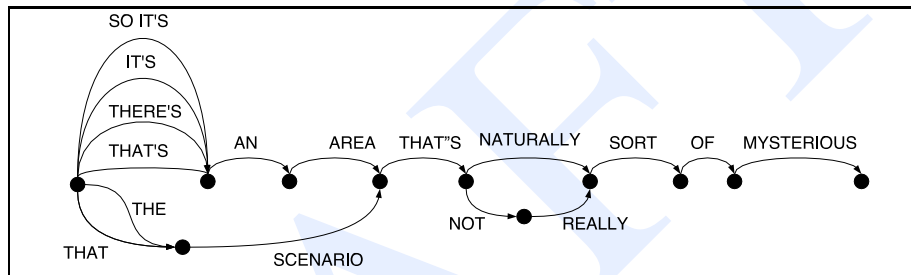 SO IT'S
IT'S
THERE'S
THAT'S
AN AREA THAT"S NATURALLY SORT OF MYSTERIOUS
THE
NOT REALLY
THAT
SCENARIO